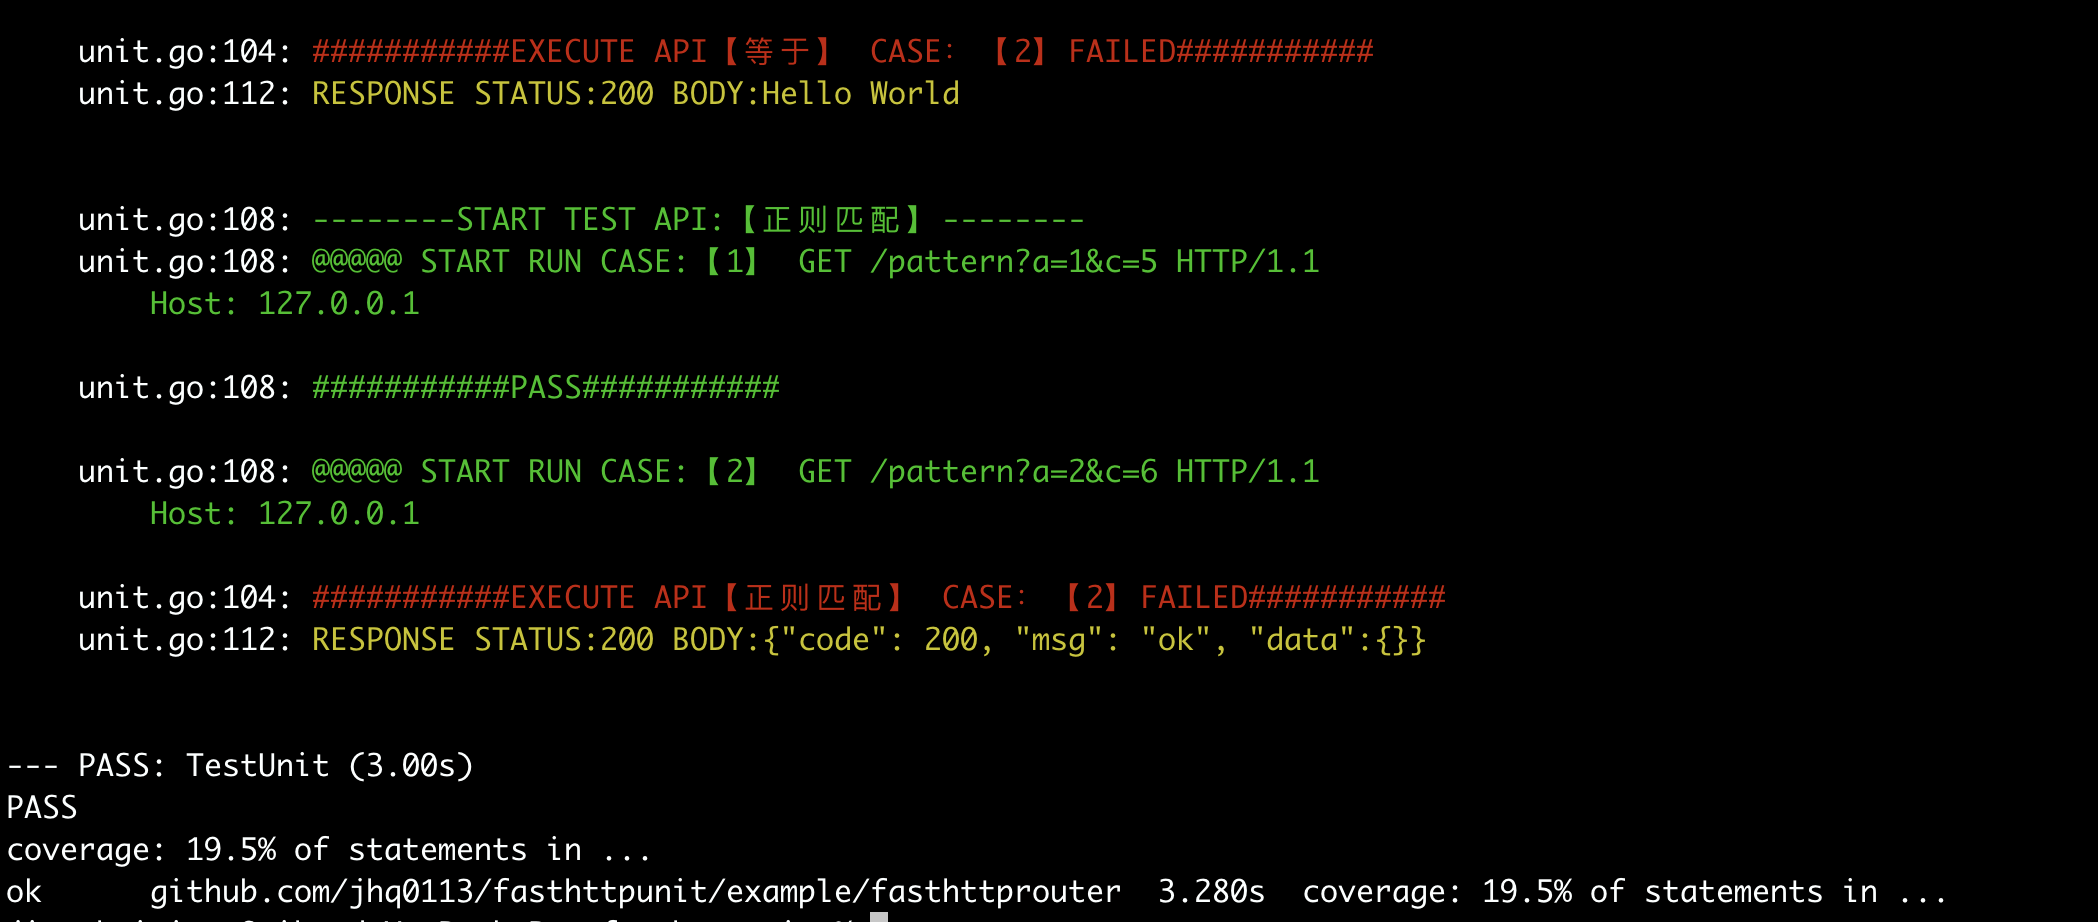 unit.go:104: ###########EXECUTE API【等于】 CASE: 【2】FAILED###########
unit.go:112: RESPONSE STATUS:200 BODY:Hello World
unit.go:108: --------START TEST API:【正则匹配】--------
unit.go:108: @@@@@ START RUN CASE:【1】 GET /pattern?a=1&c=5 HTTP/1.1
Host: 127.0.0.1
unit.go:108: ###########PASS###########
unit.go:108: @@@@@ START RUN CASE:【2】 GET /pattern?a=2&c=6 HTTP/1.1
Host: 127.0.0.1
unit.go:104: ###########EXECUTE API【正则匹配】 CASE: 【2】FAILED###########
unit.go:112: RESPONSE STATUS:200 BODY:{"code": 200, "msg": "ok", "data":{}}
--- PASS: TestUnit (3.00s)
PASS
coverage: 19.5% of statements in ...
ok github.com/jhq0113/fasthttpunit/example/fasthttprouter 3.280s coverage: 19.5% of statements in ...